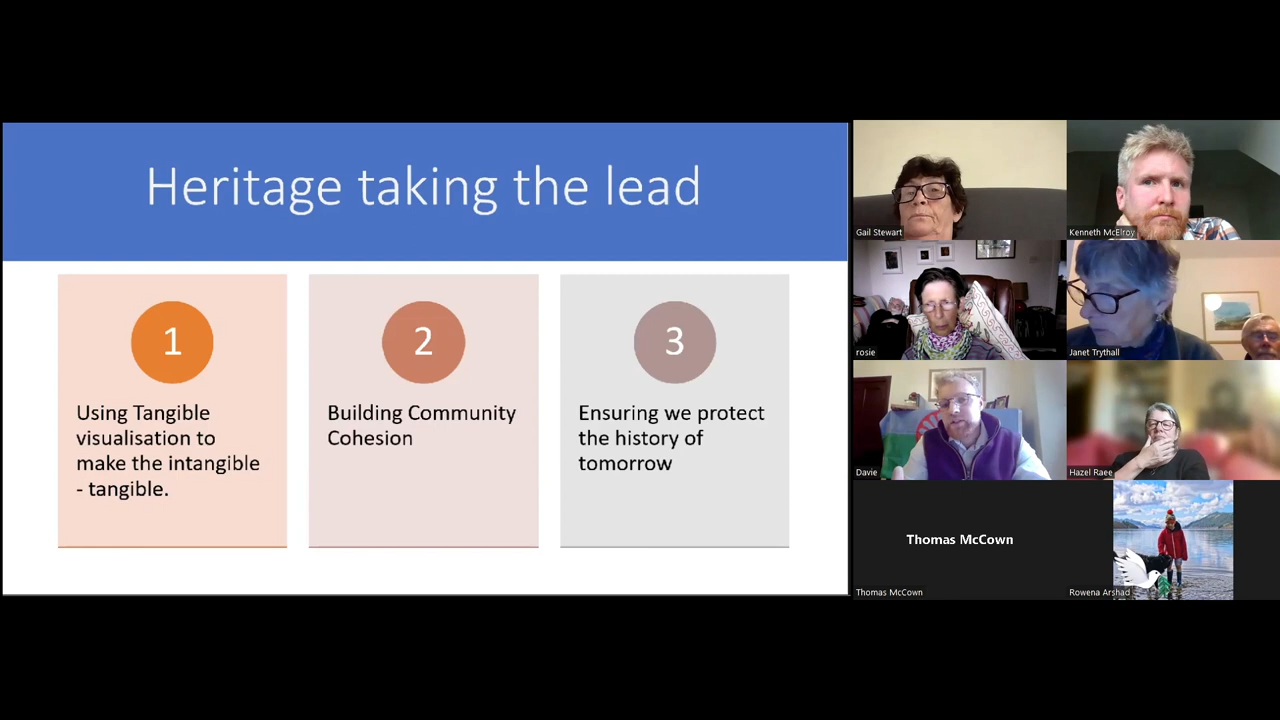 Heritage taking the lead
1
Using Tangible
visualisation to
make the intangible
- tangible.
2
Building Community
Cohesion
3
Ensuring we protect
the history of
tomorrow
Gail Stewart
Kenneth McElroy
rosie
Janet Trythall
Davie
Hazel Raee
Thomas McCown
Thomas McCown
Rowena Arshad